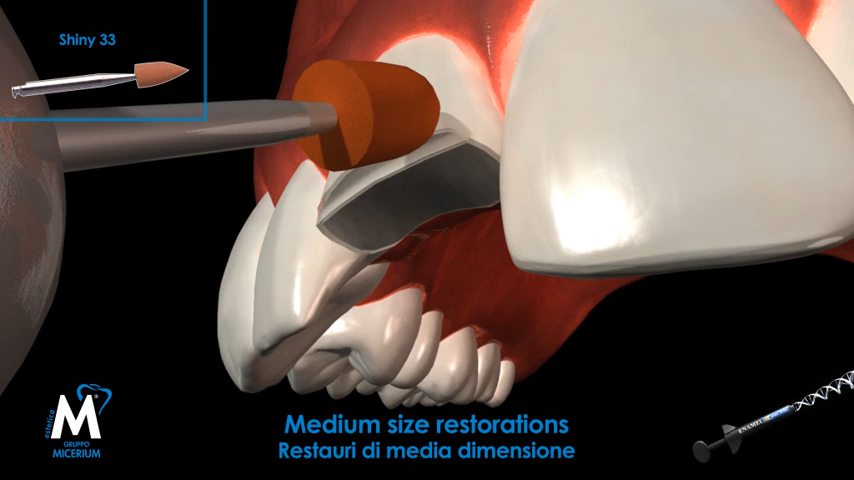 Shiny 33
estetica
M®
GRUPPO
MICERIUM
Medium size restorations
Restauri di media dimensione
ENAMEL